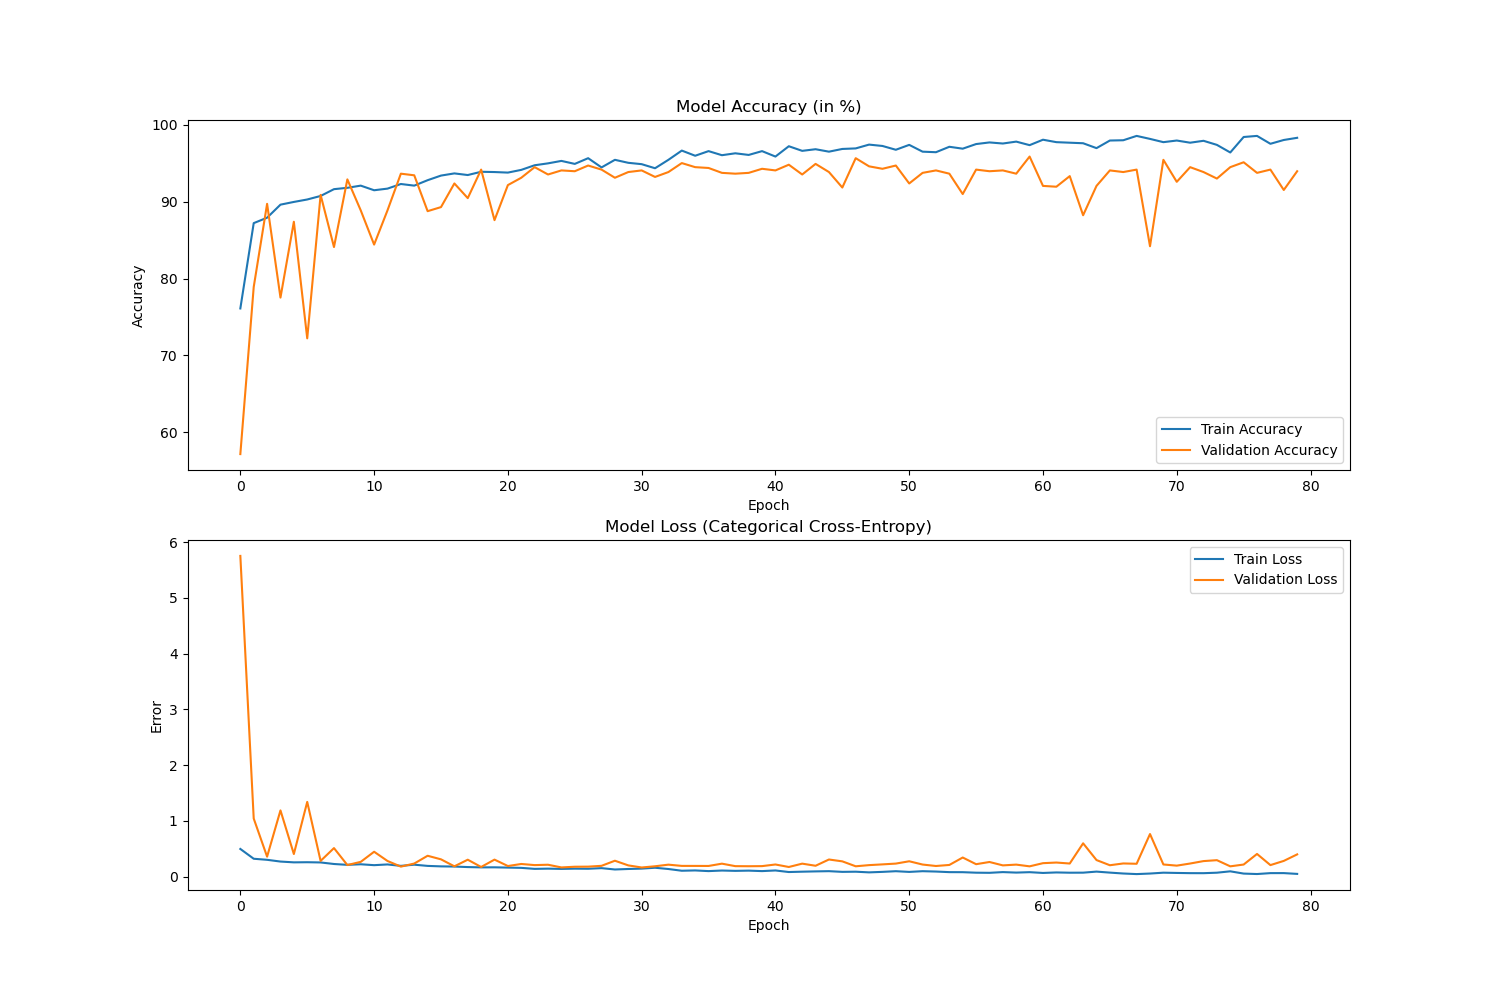 Model Accuracy (in %)
100
90
80
70
60
Accuracy
Train Accuracy
Validation Accuracy
0 10 20 30 40 50 60 70 80
Epoch
Model Loss (Categorical Cross-Entropy)
6
5
4
3
2
1
0
Error
Train Loss
Validation Loss
0 10 20 30 40 50 60 70 80
Epoch